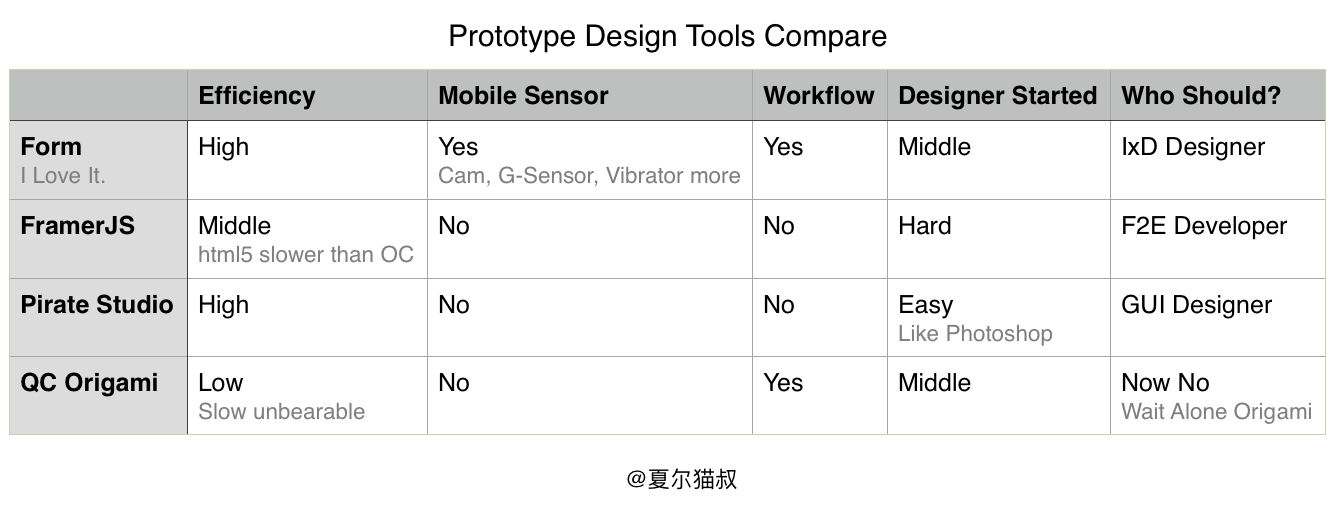 Prototype Design Tools Compare
Efficiency Mobile Sensor Workflow Designer Started Who Should?
Form High Yes Yes Middle IxD Designer
I Love It. Cam, G-Sensor, Vibrator more
FramerJS Middle No No Hard F2E Developer
html5 slower than OC
Pirate Studio High No No Easy GUI Designer
Like Photoshop
QC Origami Low No Yes Middle Now No
Slow unbearable Wait Alone Origami
@夏尔猫叔